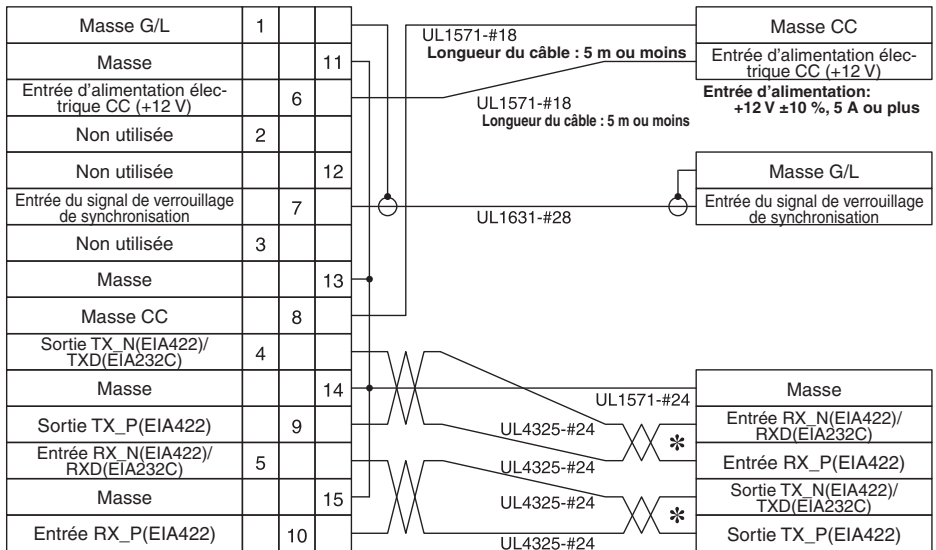 Masse G/L 1
Masse 11
Entrée d'alimentation élec-
trique CC (+12 V) 6
Non utilisée 2
Non utilisée 12
Entrée du signal de verrouillage
de synchronisation 7
Non utilisée 3
Masse 13
Masse CC 8
Sortie TX_N(EIA422)/
TXD(EIA232C) 4
Masse 14
Sortie TX_P(EIA422) 9
Entrée RX_N(EIA422)/
RXD(EIA232C) 5
Masse 15
Entrée RX_P(EIA422) 10
UL1571-#18
Longueur du câble : 5 m ou moins
UL1571-#18
Longueur du câble : 5 m ou moins
UL1631-#28
UL1571-#24
UL4325-#24
UL4325-#24
UL4325-#24
UL4325-#24
Masse CC
Entrée d'alimentation élec-
trique CC (+12 V)
Entrée d'alimentation:
+12 V ±10 %, 5 A ou plus
Masse G/L
Entrée du signal de verrouillage
de synchronisation
Masse
Entrée RX_N(EIA422)/
RXD(EIA232C)
✻
Entrée RX_P(EIA422)
Sortie TX_N(EIA422)/
TXD(EIA232C)
✻
Sortie TX_P(EIA422)